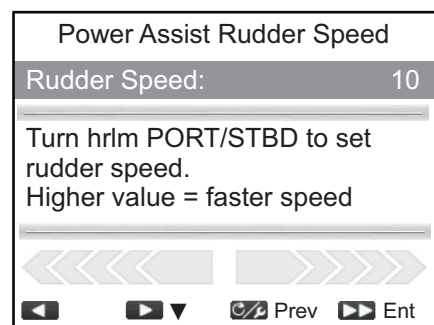 Power Assist Rudder Speed
Rudder Speed: 10
Turn hrlm PORT/STBD to set
rudder speed.
Higher value = faster speed
Prev Ent